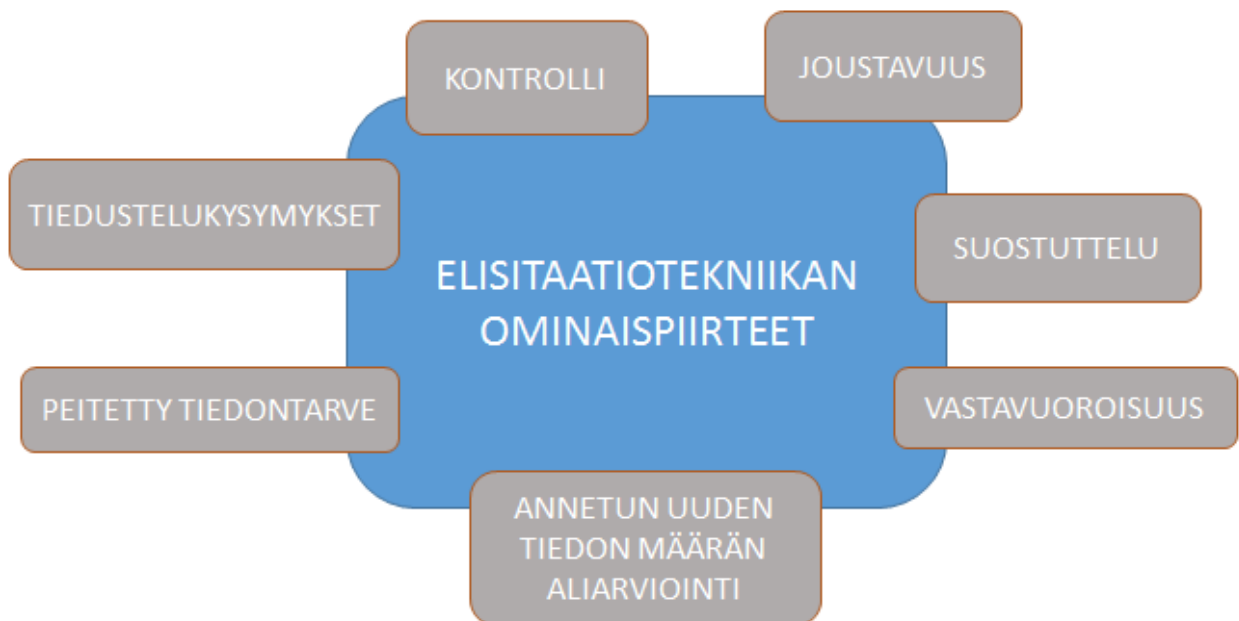 KONTROLLI
JOUSTAVUUS
TIEDUSTELUKYSYMYKSET
SUOSTUTTELU
ELISITAATIOTEKNIIKAN
OMINAISPIIRTEET
PEITETTY TIEDONTARVE
VASTAVUOROISUUS
ANNETUN UUDEN
TIEDON MÄÄRÄN
ALIARVIOINTI